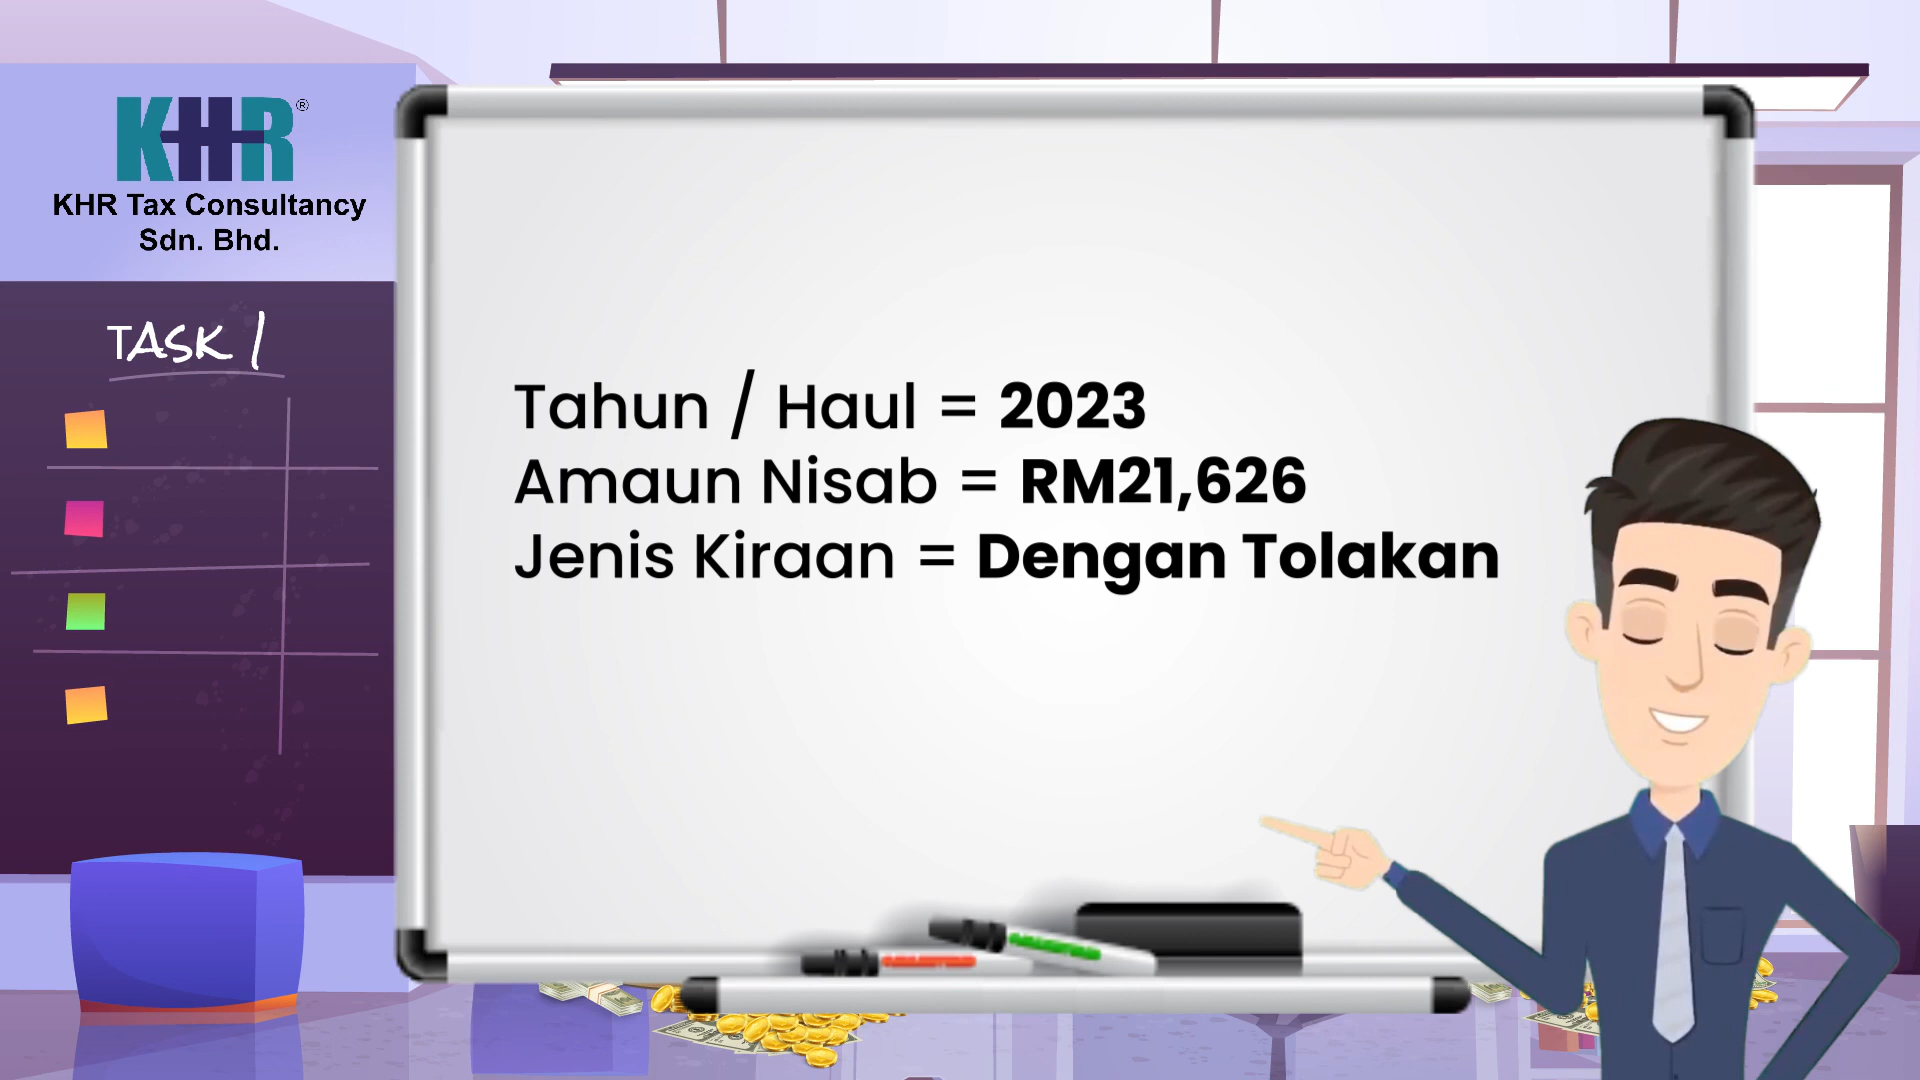 KHR®
KHR Tax Consultancy
Sdn. Bhd.
TASK 1
Tahun / Haul = 2023
Amaun Nisab = RM21,626
Jenis Kiraan = Dengan Tolakan